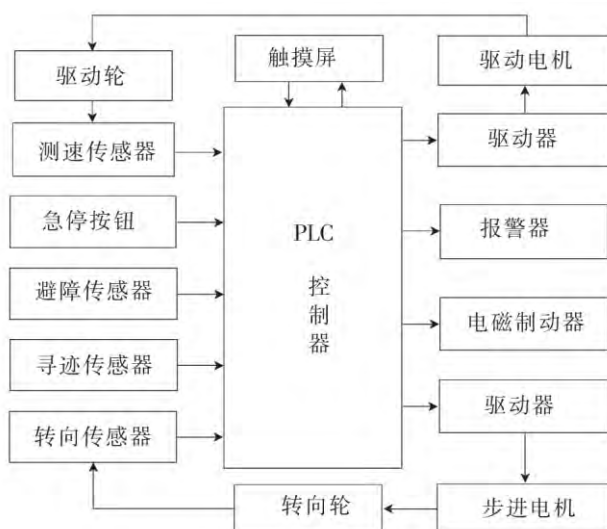 驱动轮
触摸屏
驱动电机
测速传感器
驱动器
急停按钮
PLC
控
制
器
报警器
避障传感器
电磁制动器
寻迹传感器
驱动器
转向传感器
转向轮
步进电机